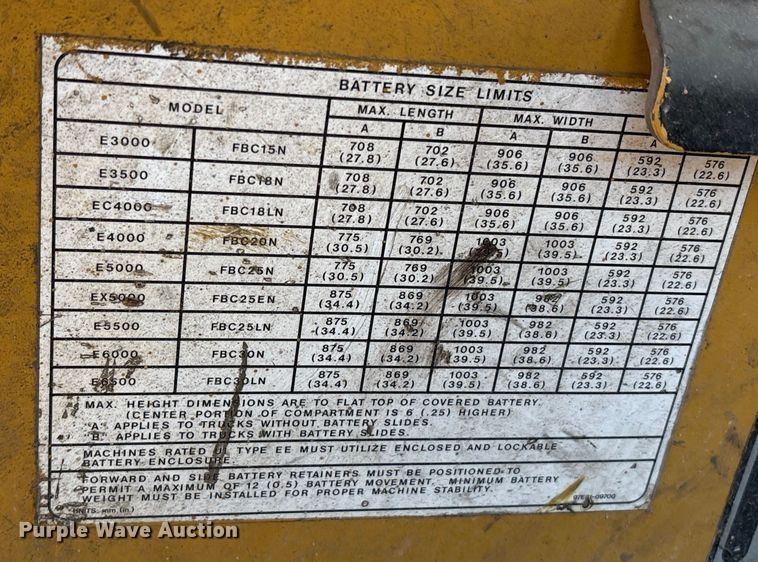 BATTERY SIZE LIMITS
MODEL MAX. LENGTH MAX. WIDTH
A B A B A
E3000 FBC15N 708 (27.8) 702 (27.6) 906 (35.6) 906 (35.6) 592 (23.3) 576 (22.6)
E3500 FBC18N 708 (27.8) 702 (27.6) 906 (35.6) 906 (35.6) 592 (23.3) 576 (22.6)
EC4000 FBC18LN 708 (27.8) 702 (27.6) 906 (35.6) 906 (35.6) 592 (23.3) 576 (22.6)
E4000 FBC20N 775 (30.5) 769 (30.2) 1003 1003 (39.5) 592 (23.3) 576 (22.6)
E5000 FBC25N 775 (30.5) 769 (30.2) 1003 (39.5) 1003 (39.5) 592 (23.3) 576 (22.6)
EX5000 FBC25EN 875 (34.4) 869 (34.2) 1003 (39.5) 982 (38.6) 592 (23.3) 576 (22.6)
E5500 FBC25LN 875 (34.4) 869 (34.2) 1003 (39.5) 982 (38.6) 592 (23.3) 576 (22.6)
E6000 FBC30N 875 (34.4) 869 (34.2) 1003 (39.5) 982 (38.6) 592 (23.3) 576 (22.6)
E6500 FBC30LN 875 (34.4) 869 (34.2) 1003 (39.5) 982 (38.6) 592 (23.3) 576 (22.6)
MAX. HEIGHT DIMENSIONS ARE TO FLAT TOP OF COVERED BATTERY.
(CENTER PORTION OF COMPARTMENT IS 6 (.25) HIGHER)
"A" APPLIES TO TRUCKS WITHOUT BATTERY SLIDES.
"B" APPLIES TO TRUCKS WITH BATTERY SLIDES.
MACHINES RATED UL TYPE EE MUST UTILIZE ENCLOSED AND LOCKABLE
BATTERY ENCLOSURE.
FORWARD AND SIDE BATTERY RETAINERS MUST BE POSITIONED TO
PERMIT A MAXIMUM OF 12 (0.5) BATTERY MOVEMENT. MINIMUM BATTERY
WEIGHT MUST BE INSTALLED FOR PROPER MACHINE STABILITY.
UNITS: mm (in.)
Purple Wave Auction